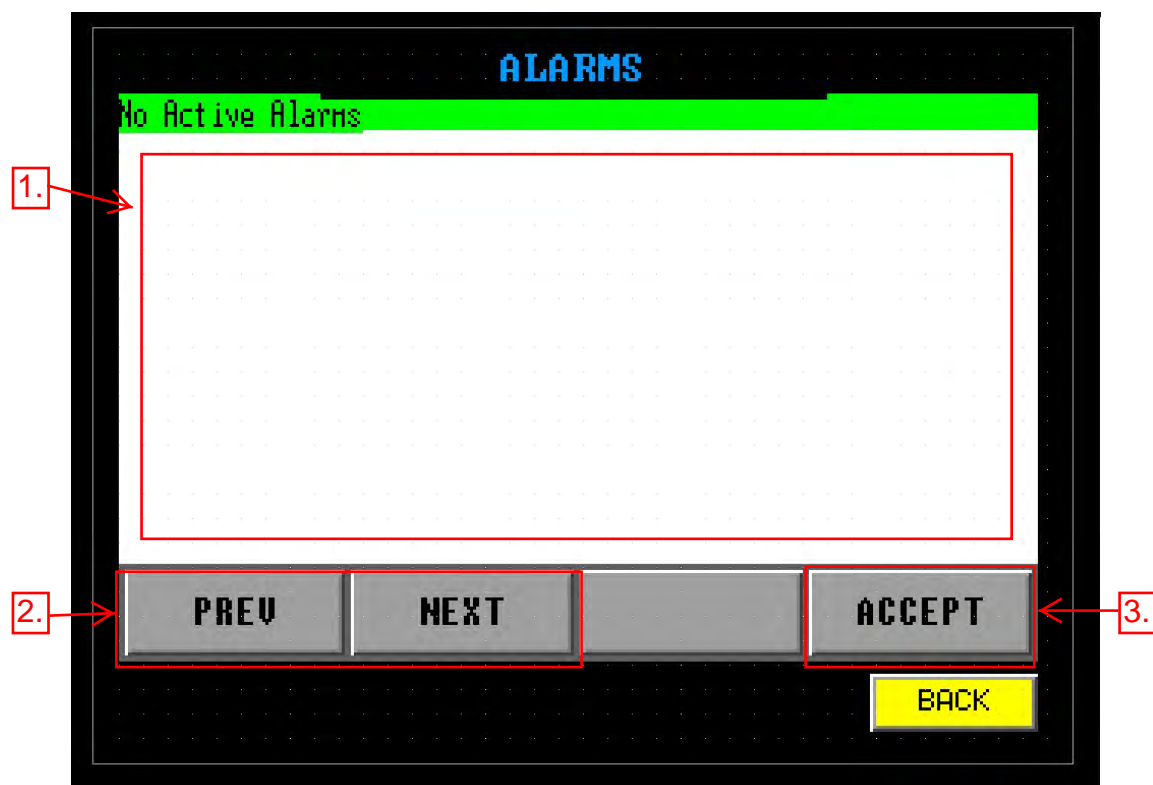 ALARMS
No Active Alarms
1.
2.
PREV
NEXT
ACCEPT
3.
BACK